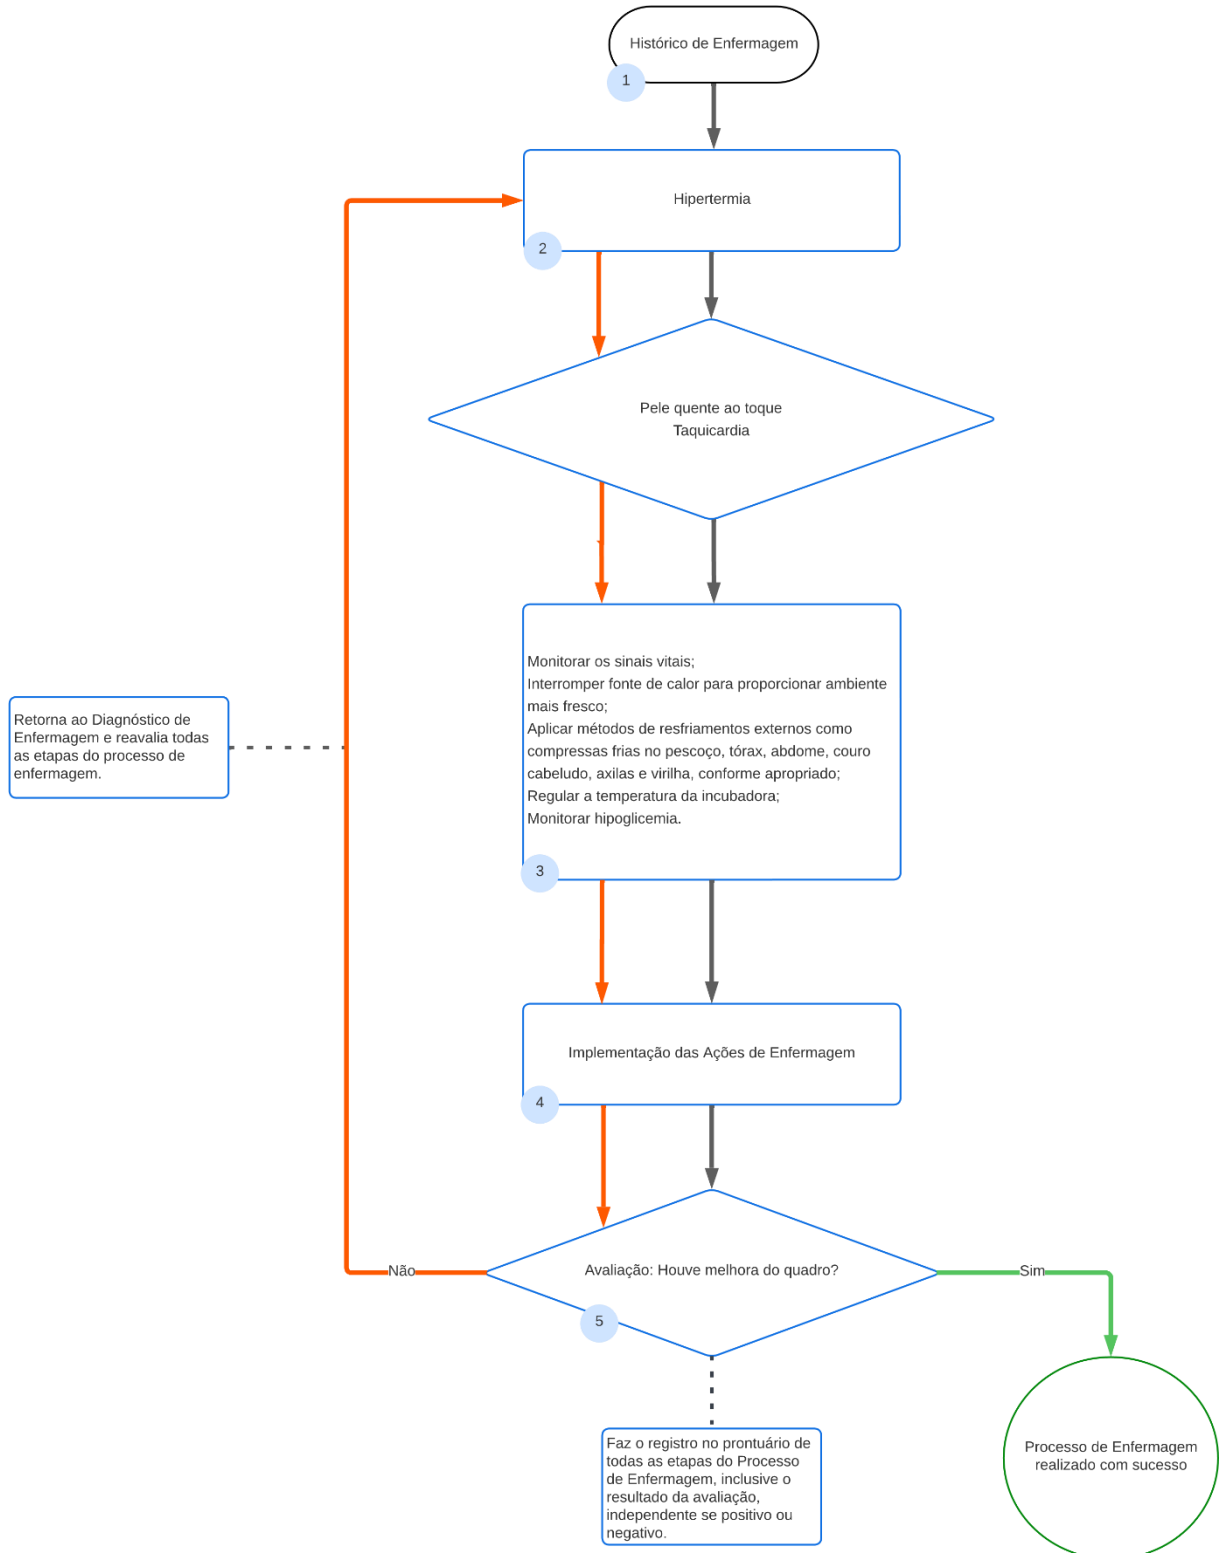 Histórico de Enfermagem
1
Hipertermia
2
Pele quente ao toque
Taquicardia
Monitorar os sinais vitais;
Interromper fonte de calor para proporcionar ambiente
mais fresco;
Aplicar métodos de resfriamentos externos como
compressas frias no pescoço, tórax, abdome, couro
cabeludo, axilas e virilha, conforme apropriado;
Regular a temperatura da incubadora;
Monitorar hipoglicemia.
3
Retorna ao Diagnóstico de
Enfermagem e reavalia todas
as etapas do processo de
enfermagem.
Implementação das Ações de Enfermagem
4
Avaliação: Houve melhora do quadro?
Não
Sim
5
Faz o registro no prontuário de
todas as etapas do Processo
de Enfermagem, inclusive o
resultado da avaliação,
independente se positivo ou
negativo.
Processo de Enfermagem
realizado com sucesso